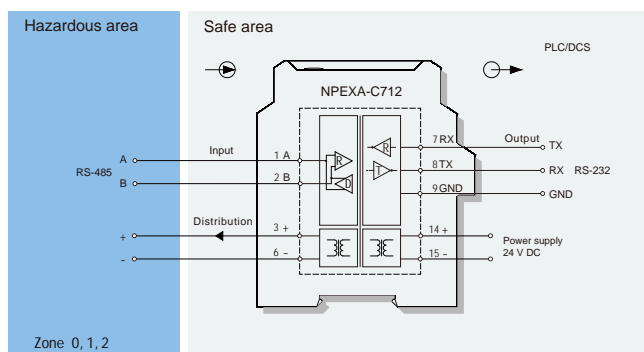 Hazardous area
Safe area
PLC/DCS
NPEXA-C712
RS-485
A
Input
1 A
R
R
7 RX
Output
TX
B
2 B
D
T
8 TX
RX RS-232
9 GND
GND
+
Distribution
3 +
14 +
Power supply
24 V DC
-
6 -
15 -
Zone 0, 1, 2